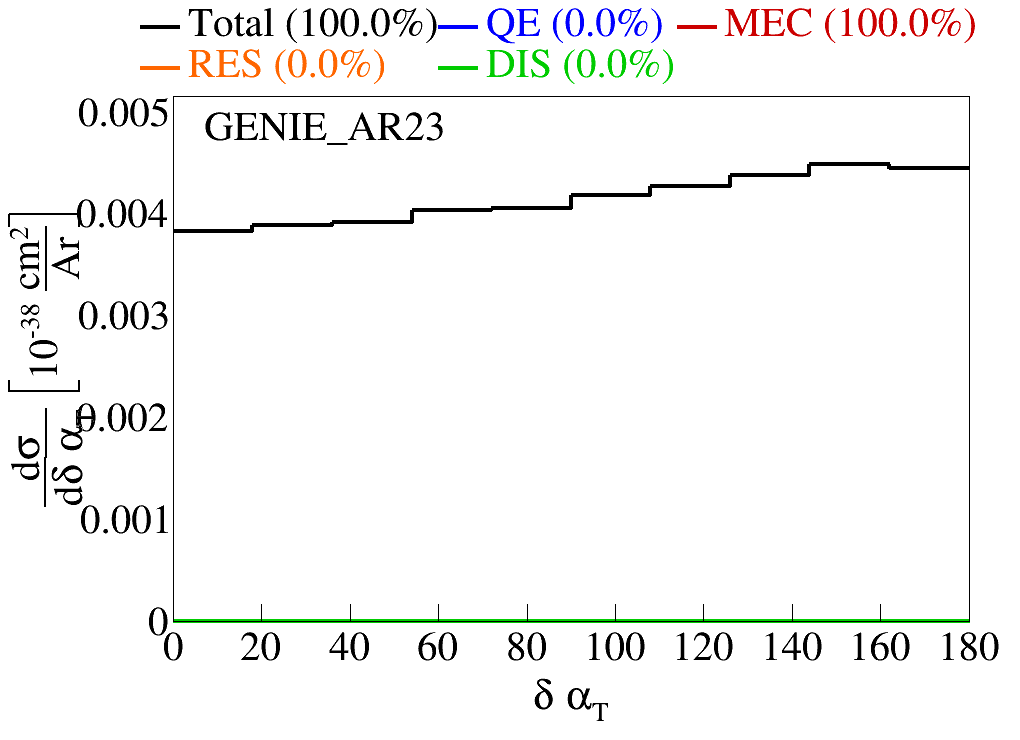 Total (100.0%) QE (0.0%) MEC (100.0%)
RES (0.0%) DIS (0.0%)
GENIE_AR23
0.005
0.004
0.003
0.002
0.001
0
dσ/dδ α_T [10^-38 cm^2/Ar]
0 20 40 60 80 100 120 140 160 180
δ α_T